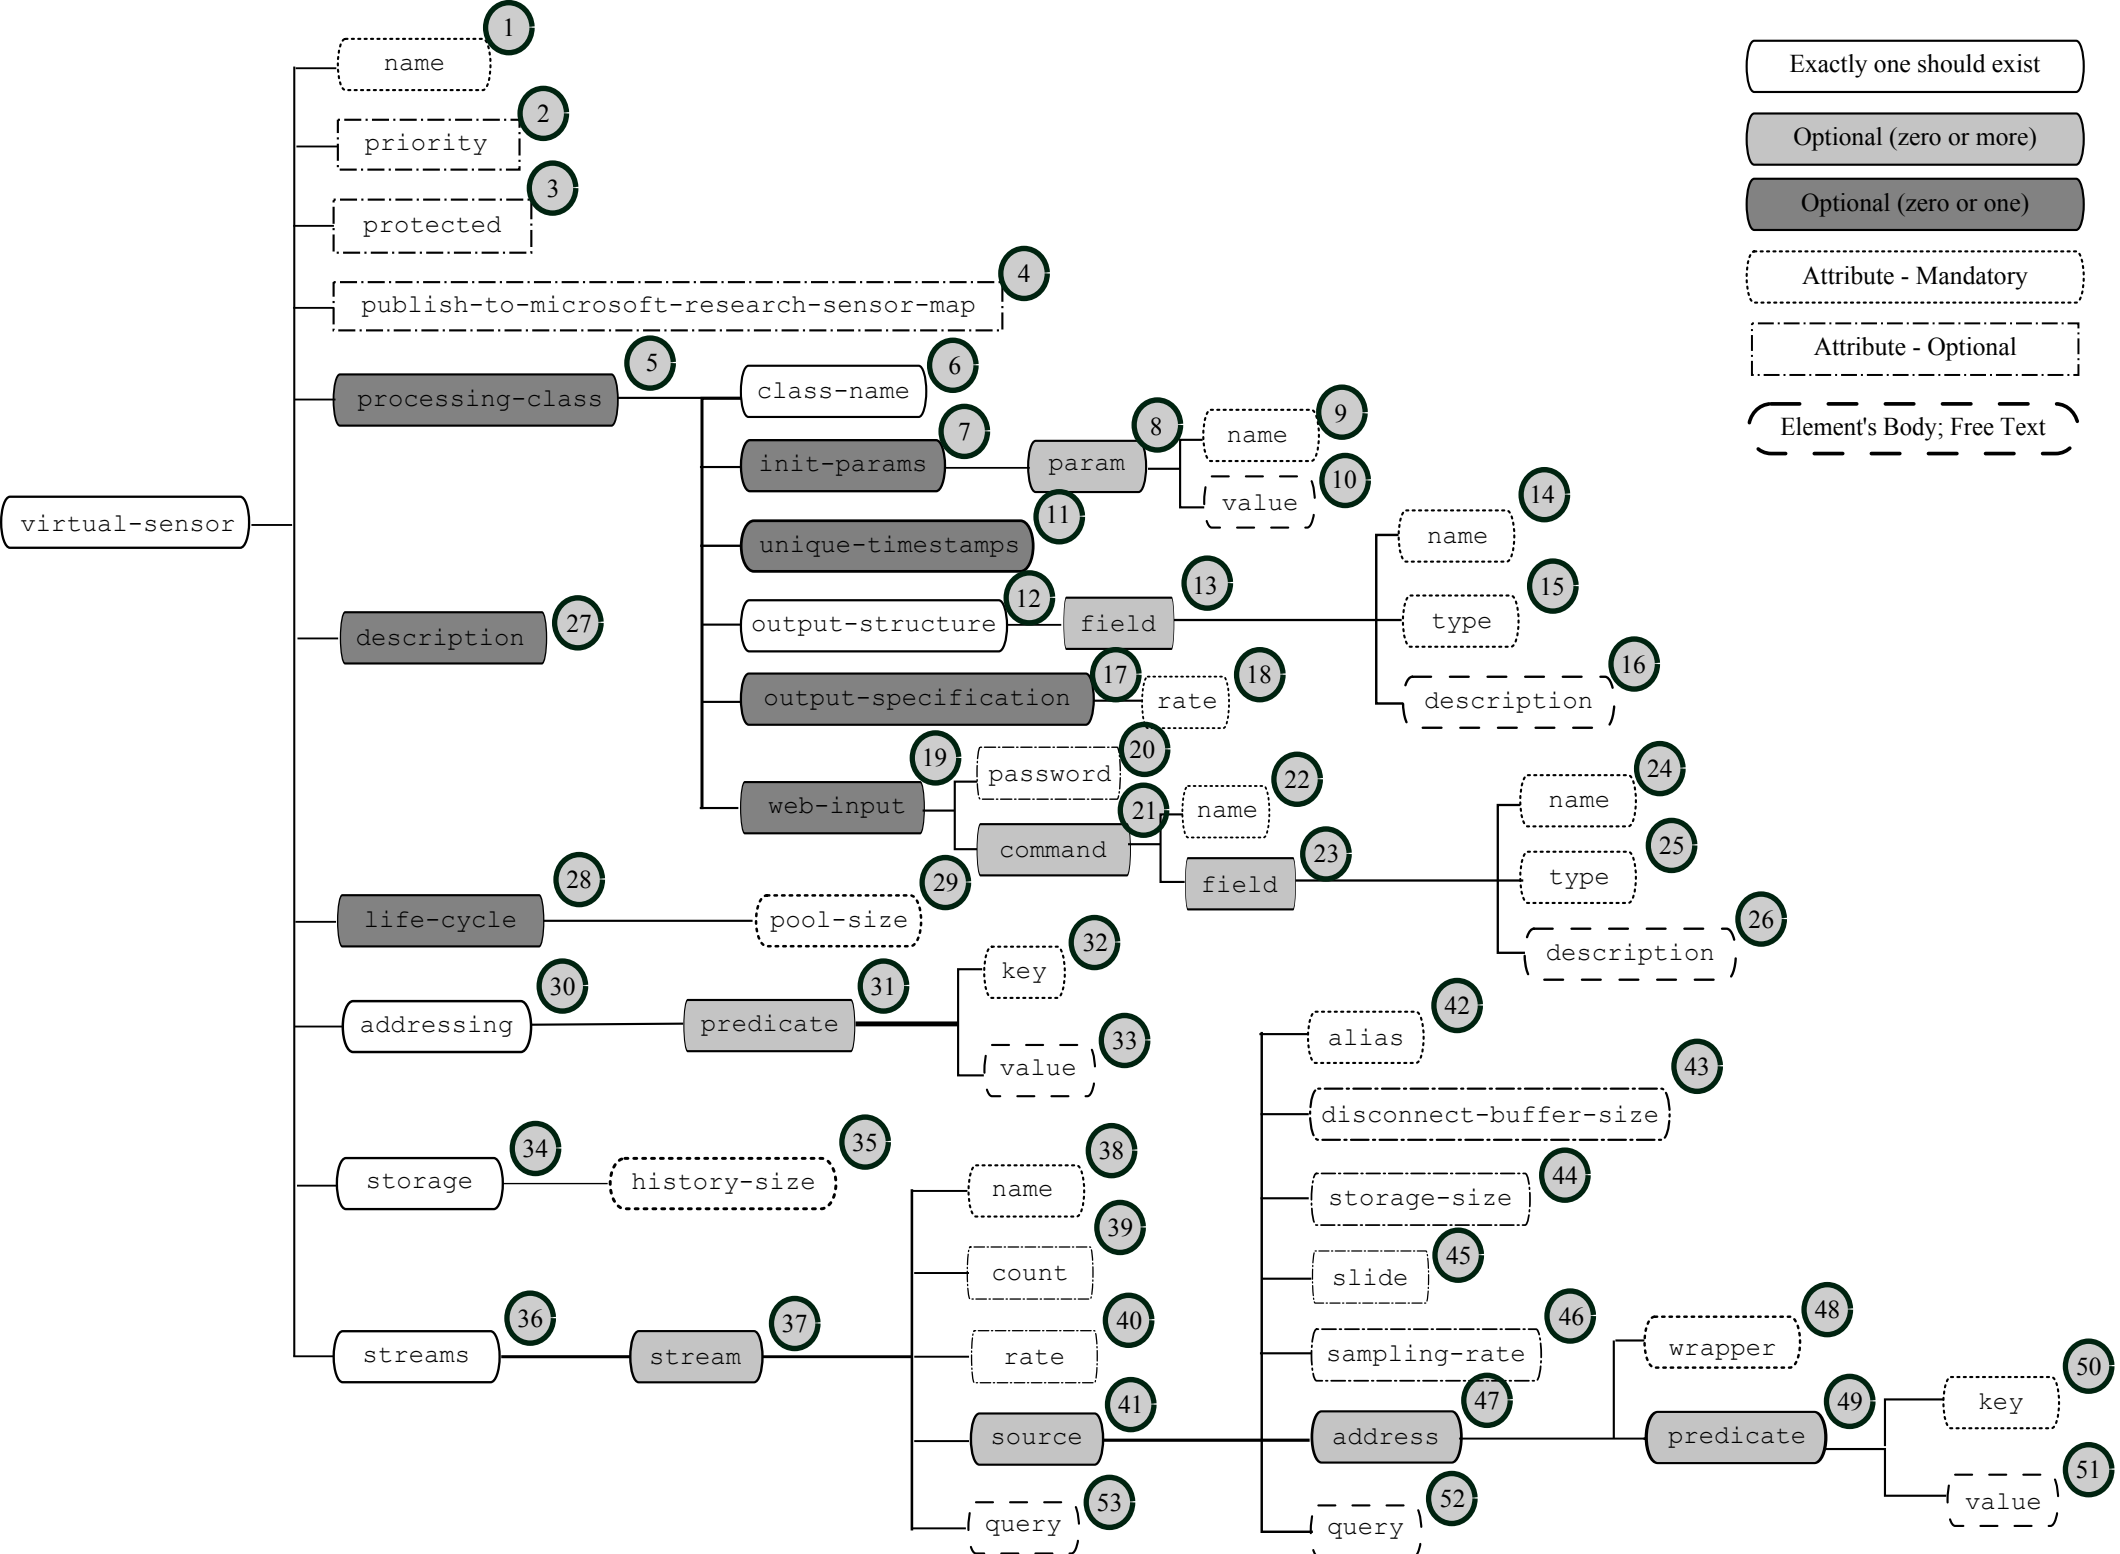 1
name
2
priority
3
protected
4
publish-to-microsoft-research-sensor-map
5
processing-class
6
class-name
7
init-params
8
param
9
name
10
value
11
unique-timestamps
12
output-structure
13
field
14
name
15
type
16
description
17
output-specification
18
rate
19
web-input
20
password
21
command
22
name
23
field
24
name
25
type
26
description
virtual-sensor
27
description
28
life-cycle
29
pool-size
30
addressing
31
predicate
32
key
33
value
34
storage
35
history-size
36
streams
37
stream
38
name
39
count
40
rate
41
source
42
alias
43
disconnect-buffer-size
44
storage-size
45
slide
46
sampling-rate
47
address
48
wrapper
49
predicate
50
key
51
value
52
query
53
query
Exactly one should exist
Optional (zero or more)
Optional (zero or one)
Attribute - Mandatory
Attribute - Optional
Element's Body; Free Text